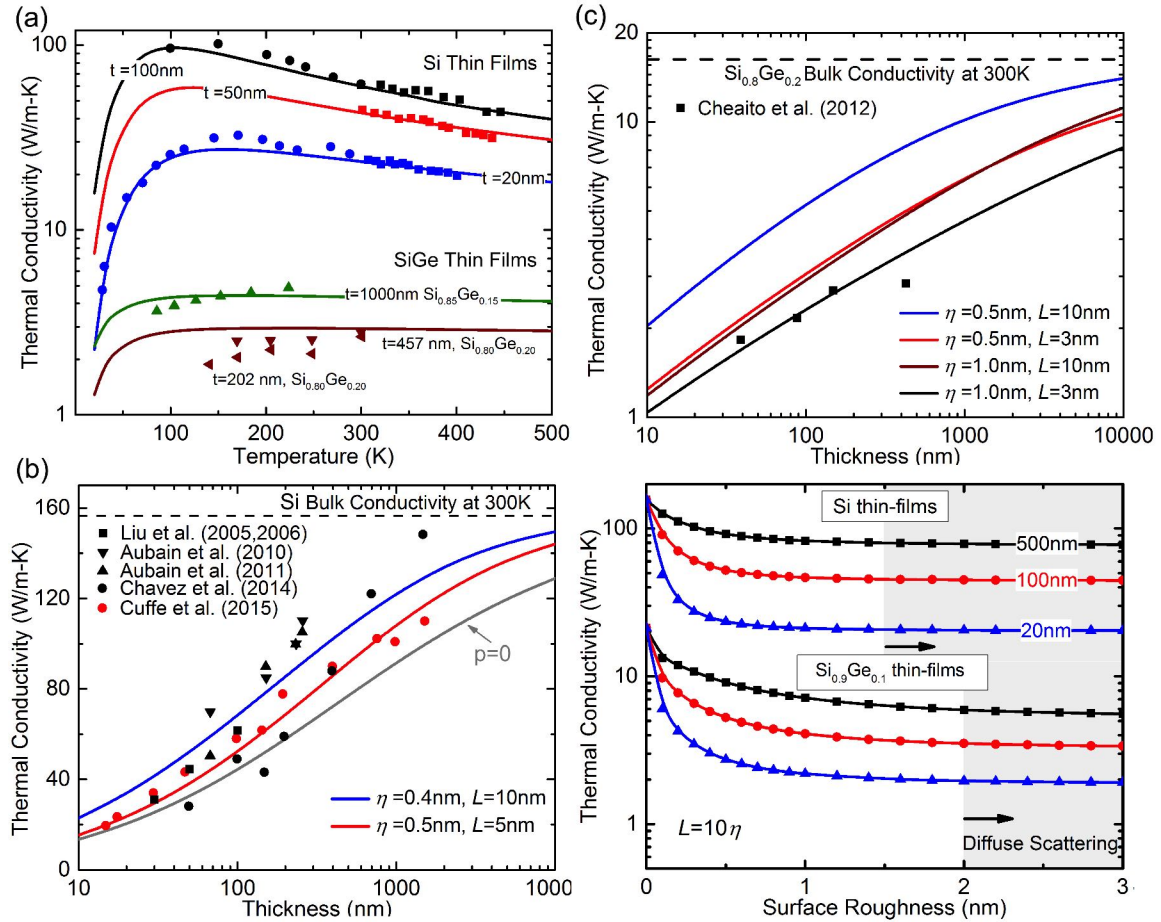 (a)
Thermal Conductivity (W/m-K)
100
10
1
t =100nm
t =50nm
t =20nm
Si Thin Films
SiGe Thin Films
t=1000nm Si0.85Ge0.15
t=457 nm, Si0.80Ge0.20
t=202 nm, Si0.80Ge0.20
100 200 300 400 500
Temperature (K)
(c)
Thermal Conductivity (W/m-K)
20
10
1
Si0.8Ge0.2 Bulk Conductivity at 300K
Cheaito et al. (2012)
η =0.5nm, L=10nm
η =0.5nm, L=3nm
η =1.0nm, L=10nm
η =1.0nm, L=3nm
10 100 1000 10000
Thickness (nm)
(b)
Thermal Conductivity (W/m-K)
160
120
80
40
0
Si Bulk Conductivity at 300K
Liu et al. (2005,2006)
Aubain et al. (2010)
Aubain et al. (2011)
Chavez et al. (2014)
Cuffe et al. (2015)
p=0
η =0.4nm, L=10nm
η =0.5nm, L=5nm
10 100 1000 1000
Thickness (nm)
Thermal Conductivity (W/m-K)
100
10
1
Si thin-films
500nm
100nm
20nm
Si0.9Ge0.1 thin-films
L=10η
Diffuse Scattering
0 1 2 3
Surface Roughness (nm)